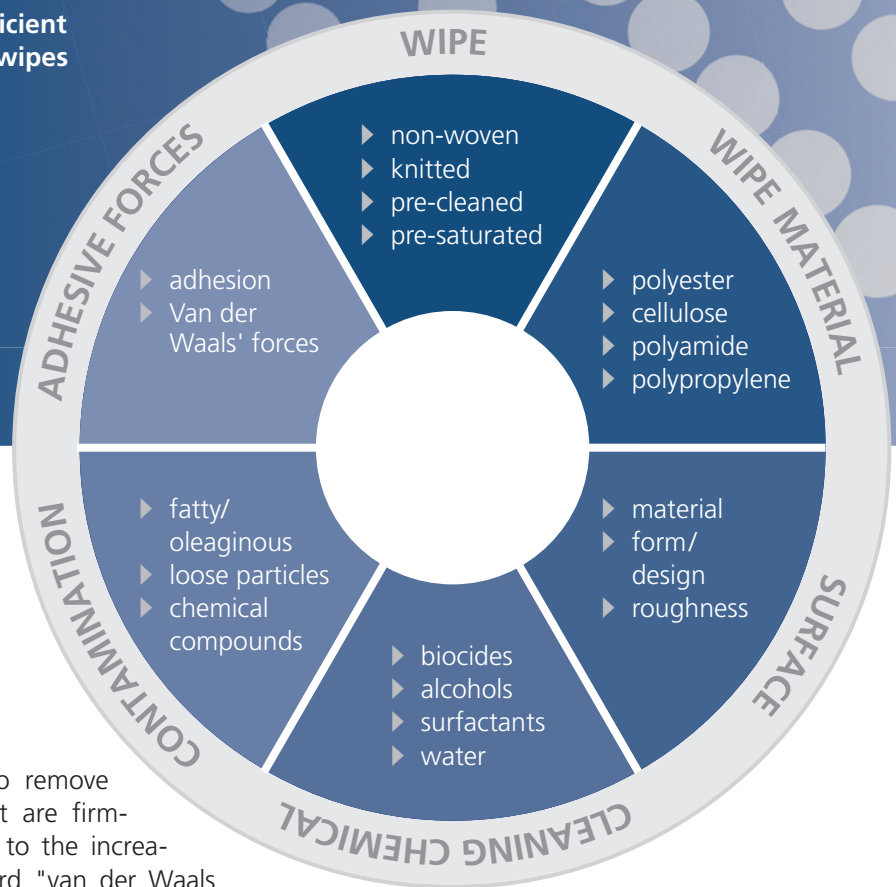 wipes
WIPE
non-woven
knitted
pre-cleaned
pre-saturated
WIPE MATERIAL
polyester
cellulose
polyamide
polypropylene
SURFACE
material
form/
design
roughness
CLEANING CHEMICAL
biocides
alcohols
surfactants
water
CONTAMINATION
fatty/
oleaginous
loose particles
chemical
compounds
ADHESIVE FORCES
adhesion
Van der
Waals' forces
remove
are firm-
to the increa-
"van der Waals